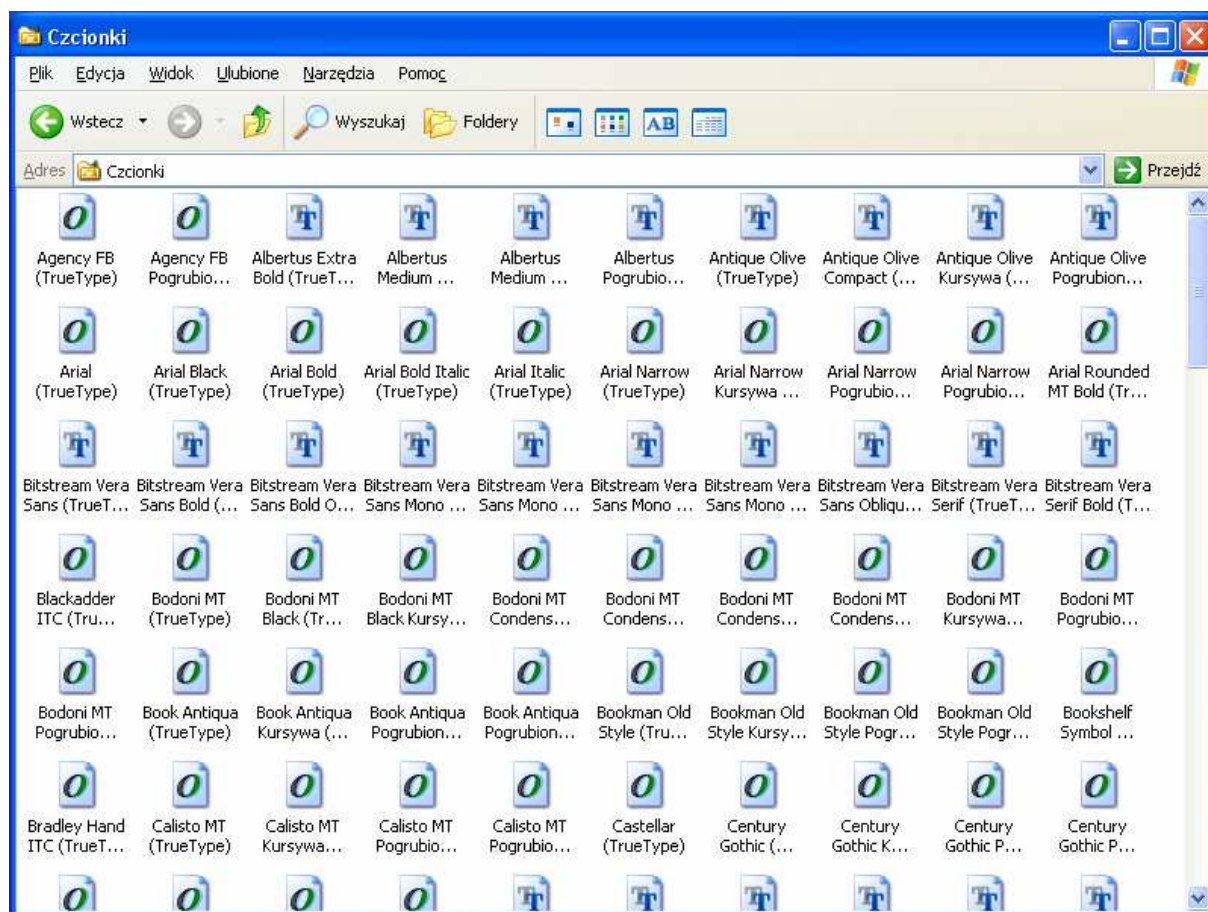 Czcionki
Plik Edycja Widok Ulubione Narzędzia Pomoc
Wstecz Wyszukaj Foldery AB
Adres Czcionki Przejdź
Agency FB Agency FB Albertus Extra Albertus Albertus Albertus Antique Olive Antique Olive Antique Olive Antique Olive
(TrueType) Pogrubio... Bold (TrueT... Medium ... Medium ... Pogrubio... (TrueType) Compact (... Kursywa (... Pogrubion...
Arial Arial Black Arial Bold Arial Bold Italic Arial Italic Arial Narrow Arial Narrow Arial Narrow Arial Narrow Arial Rounded
(TrueType) (TrueType) (TrueType) (TrueType) (TrueType) (TrueType) Kursywa ... Pogrubio... Pogrubio... MT Bold (Tr...
Bitstream Vera Bitstream Vera Bitstream Vera Bitstream Vera Bitstream Vera Bitstream Vera Bitstream Vera Bitstream Vera Bitstream Vera Bitstream Vera
Sans (TrueT... Sans Bold (... Sans Bold O... Sans Mono ... Sans Mono ... Sans Mono ... Sans Mono ... Sans Obliqu... Serif (TrueT... Serif Bold (T...
Blackadder Bodoni MT Bodoni MT Bodoni MT Bodoni MT Bodoni MT Bodoni MT Bodoni MT Bodoni MT Bodoni MT
ITC (Tru... (TrueType) Black (Tr... Black Kursy... Condens... Condens... Condens... Condens... Kursywa... Pogrubio...
Bodoni MT Book Antiqua Book Antiqua Book Antiqua Book Antiqua Bookman Old Bookman Old Bookman Old Bookman Old Bookshelf
Pogrubio... (TrueType) Kursywa (... Pogrubion... Pogrubion... Style (Tru... Style Kursy... Style Pogr... Style Pogr... Symbol ...
Bradley Hand Calisto MT Calisto MT Calisto MT Calisto MT Castellar Century Century Century Century
ITC (TrueT... (TrueType) Kursywa... Pogrubio... Pogrubio... (TrueType) Gothic (... Gothic K... Gothic P... Gothic P...